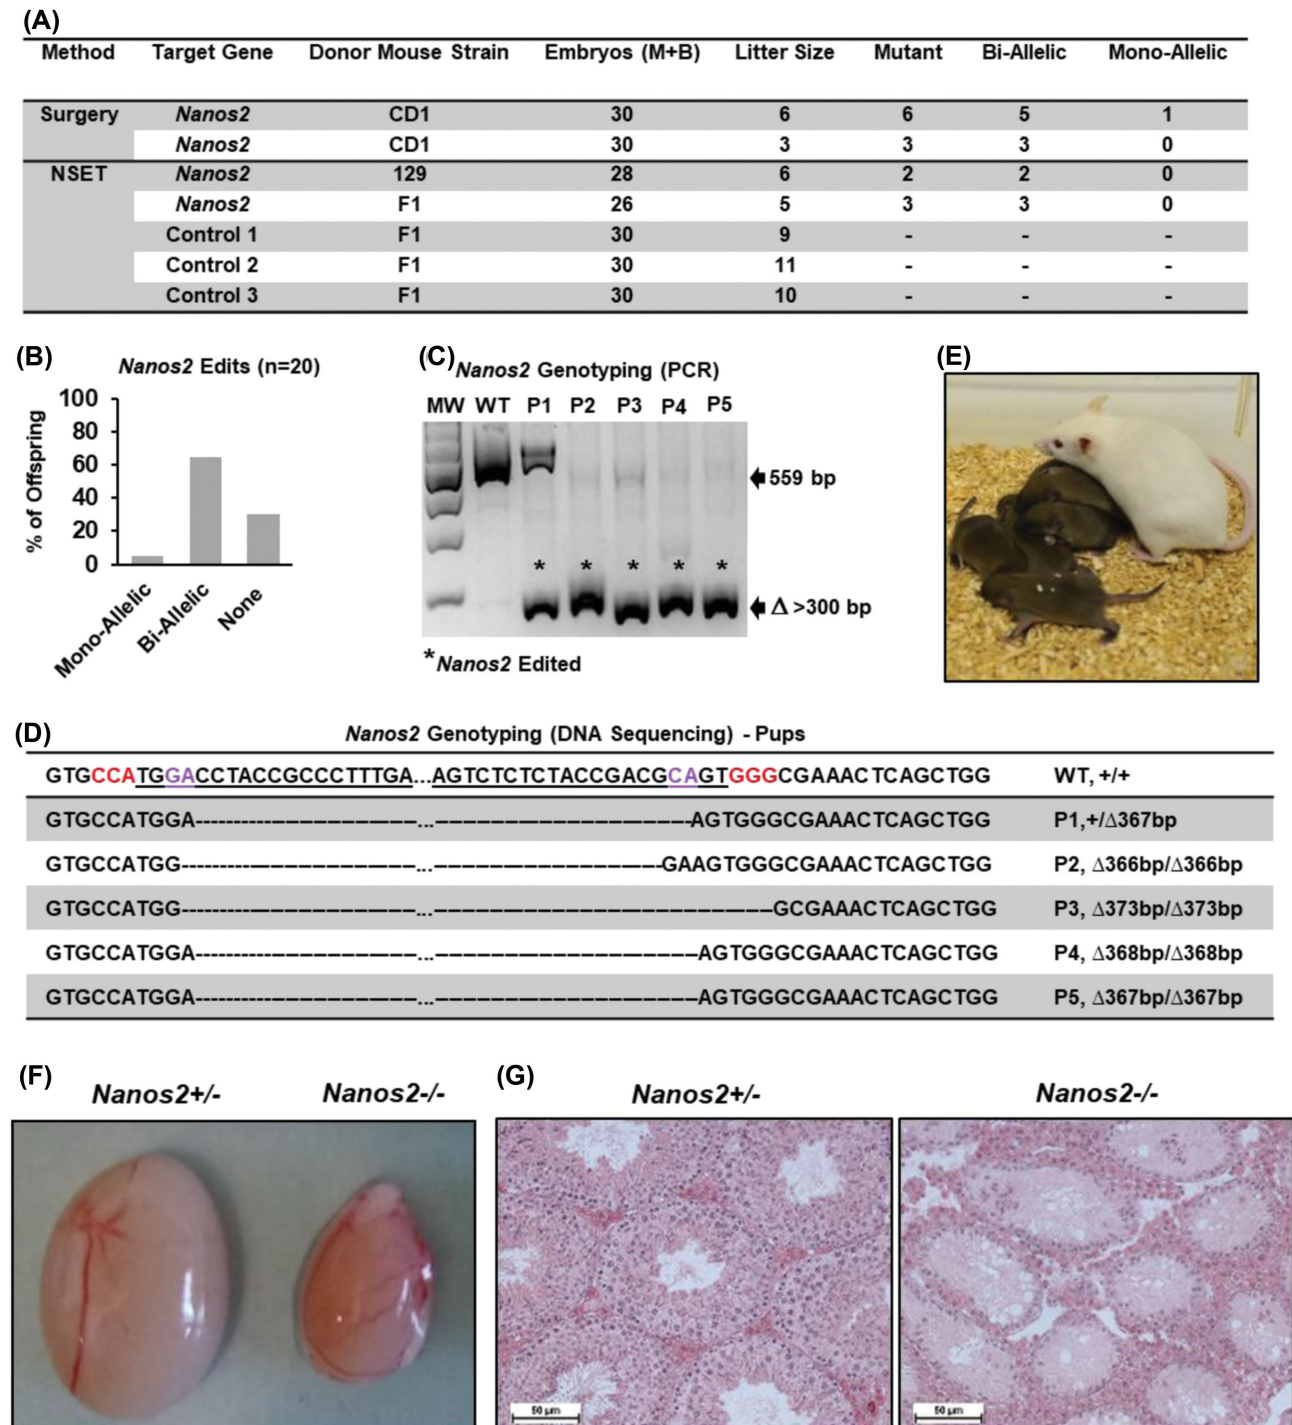 (A)
Method Target Gene Donor Mouse Strain Embryos (M+B) Litter Size Mutant Bi-Allelic Mono-Allelic
Surgery Nanos2 CD1 30 6 6 5 1
Nanos2 CD1 30 3 3 3 0
NSET Nanos2 129 28 6 2 2 0
Nanos2 F1 26 5 3 3 0
Control 1 F1 30 9 - - -
Control 2 F1 30 11 - - -
Control 3 F1 30 10 - - -
(B)
Nanos2 Edits (n=20)
% of Offspring
100
80
60
40
20
0
Mono-Allelic
Bi-Allelic
None
(C)
Nanos2 Genotyping (PCR)
MW WT P1 P2 P3 P4 P5
559 bp
* * * * *
Δ >300 bp
*Nanos2 Edited
(E)
(D)
Nanos2 Genotyping (DNA Sequencing) - Pups
GTGCCATGGACCTACCGCCCTTTGA...AGTCTCTCTACCGACGCAGTGGGCGAAACTCAGCTGG WT, +/+
GTGCCATGGA----------------------...--------------------------AGTGGGCGAAACTCAGCTGG P1,+/Δ367bp
GTGCCATGG-----------------------...-----------------------GAAGTGGGCGAAACTCAGCTGG P2, Δ366bp/Δ366bp
GTGCCATGG-----------------------...----------------------------------GCGAAACTCAGCTGG P3, Δ373bp/Δ373bp
GTGCCATGGA----------------------...--------------------------AGTGGGCGAAACTCAGCTGG P4, Δ368bp/Δ368bp
GTGCCATGGA----------------------...--------------------------AGTGGGCGAAACTCAGCTGG P5, Δ367bp/Δ367bp
(F)
Nanos2+/- Nanos2-/-
(G)
Nanos2+/- Nanos2-/-
50 µm
50 µm